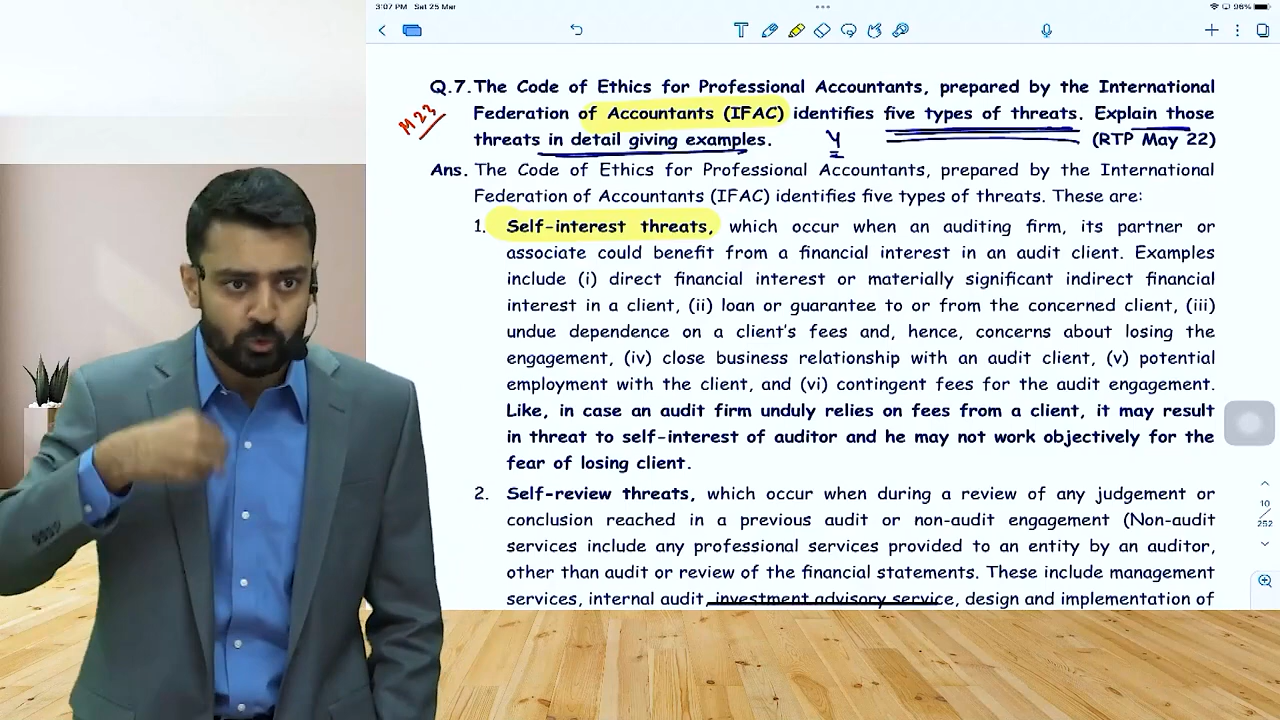 3:07 PM Sat 25 Mar
96%
Q.7. The Code of Ethics for Professional Accountants, prepared by the International
M23
Federation of Accountants (IFAC) identifies five types of threats. Explain those
threats in detail giving examples. Y (RTP May 22)
Ans. The Code of Ethics for Professional Accountants, prepared by the International
Federation of Accountants (IFAC) identifies five types of threats. These are:
1. Self-interest threats, which occur when an auditing firm, its partner or
associate could benefit from a financial interest in an audit client. Examples
include (i) direct financial interest or materially significant indirect financial
interest in a client, (ii) loan or guarantee to or from the concerned client, (iii)
undue dependence on a client's fees and, hence, concerns about losing the
engagement, (iv) close business relationship with an audit client, (v) potential
employment with the client, and (vi) contingent fees for the audit engagement.
Like, in case an audit firm unduly relies on fees from a client, it may result
in threat to self-interest of auditor and he may not work objectively for the
fear of losing client.
2. Self-review threats, which occur when during a review of any judgement or
conclusion reached in a previous audit or non-audit engagement (Non-audit
services include any professional services provided to an entity by an auditor,
other than audit or review of the financial statements. These include management
services, internal audit, investment advisory service, design and implementation of
10
252